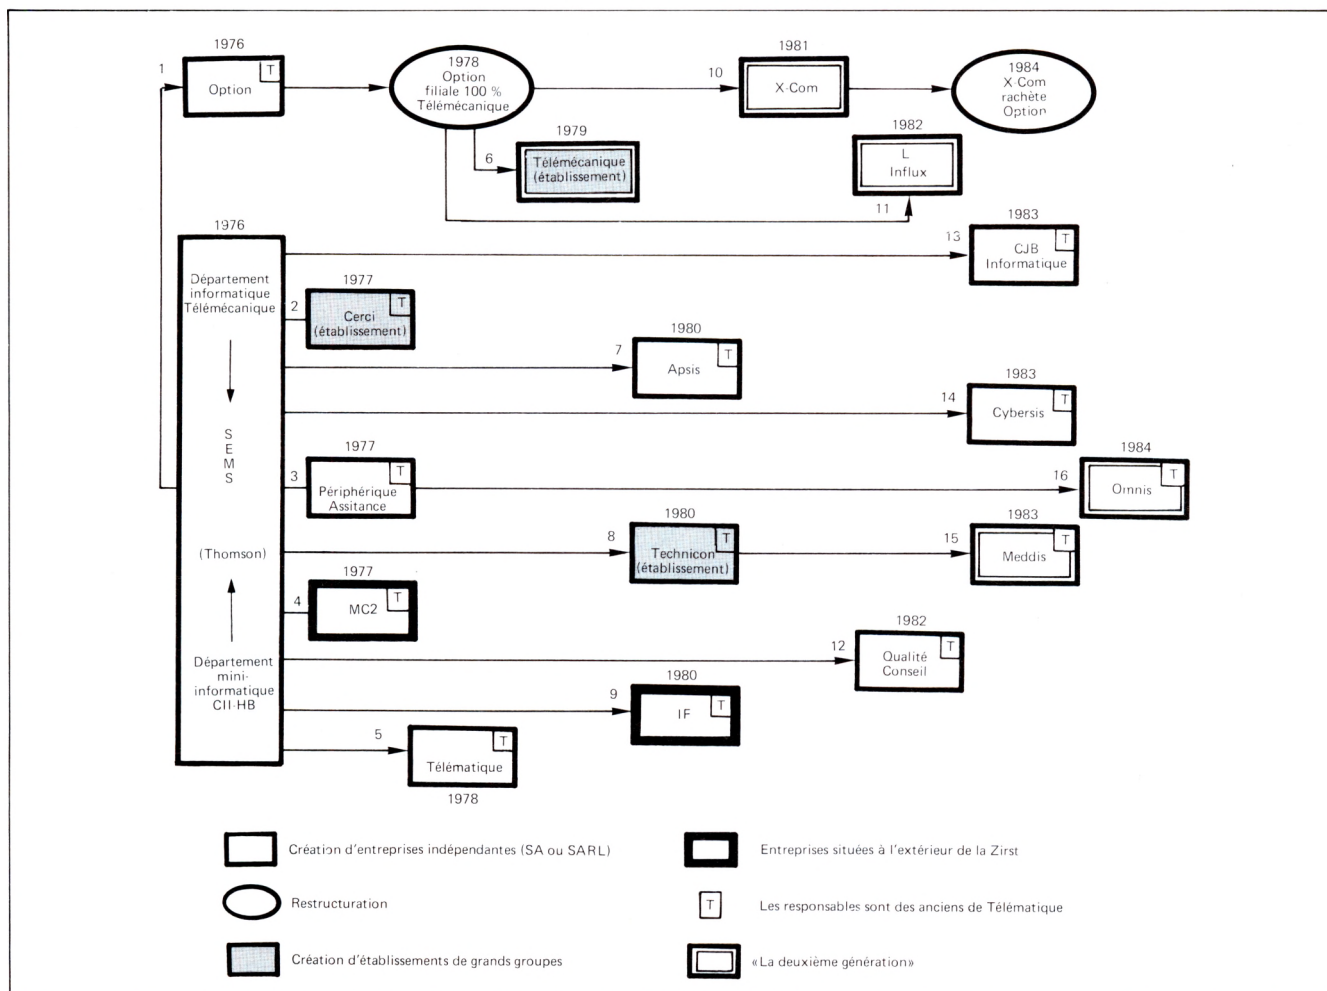 1976
1
T
Option
1978
Option
filiale 100 %
Télémécanique
10
1981
X-Com
1984
X-Com
rachète
Option
6
1979
Télémécanique
(établissement)
1982
L
Influx
11
1976
Département
informatique
Télémécanique
SEMS
(Thomson)
Département
mini-
informatique
CII-HB
13
1983
T
CJB
Informatique
2
1977
T
Cerci
(établissement)
7
1980
T
Apsis
14
1983
T
Cybersis
3
1977
T
Périphérique
Assitance
16
1984
T
Omnis
8
1980
T
Technicon
(établissement)
15
1983
T
Meddis
4
1977
T
MC2
12
1982
T
Qualité
Conseil
9
1980
T
IF
5
T
Télématique
1978
Création d'entreprises indépendantes (SA ou SARL)
Restructuration
Création d'établissements de grands groupes
Entreprises situées à l'extérieur de la Zirst
T
Les responsables sont des anciens de Télématique
«La deuxième génération»